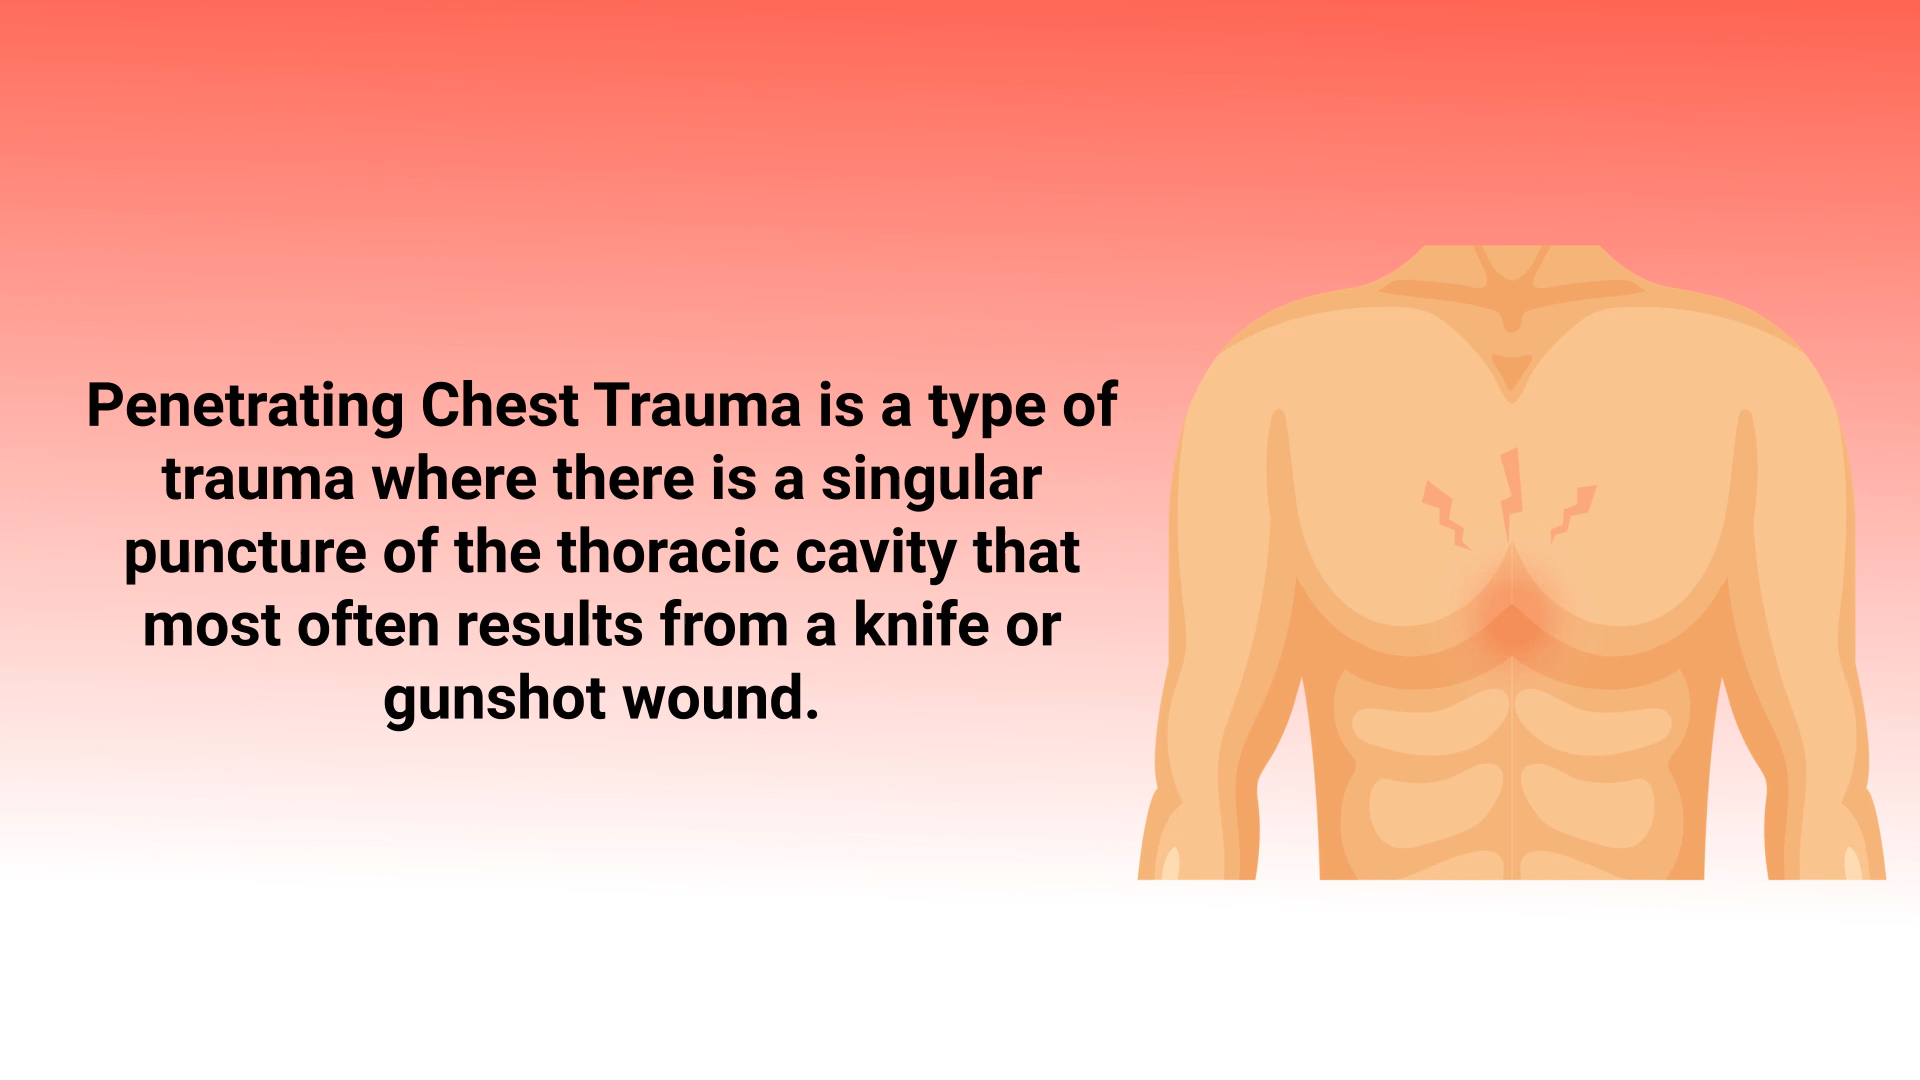 Penetrating Chest Trauma is a type of
trauma where there is a singular
puncture of the thoracic cavity that
most often results from a knife or
gunshot wound.